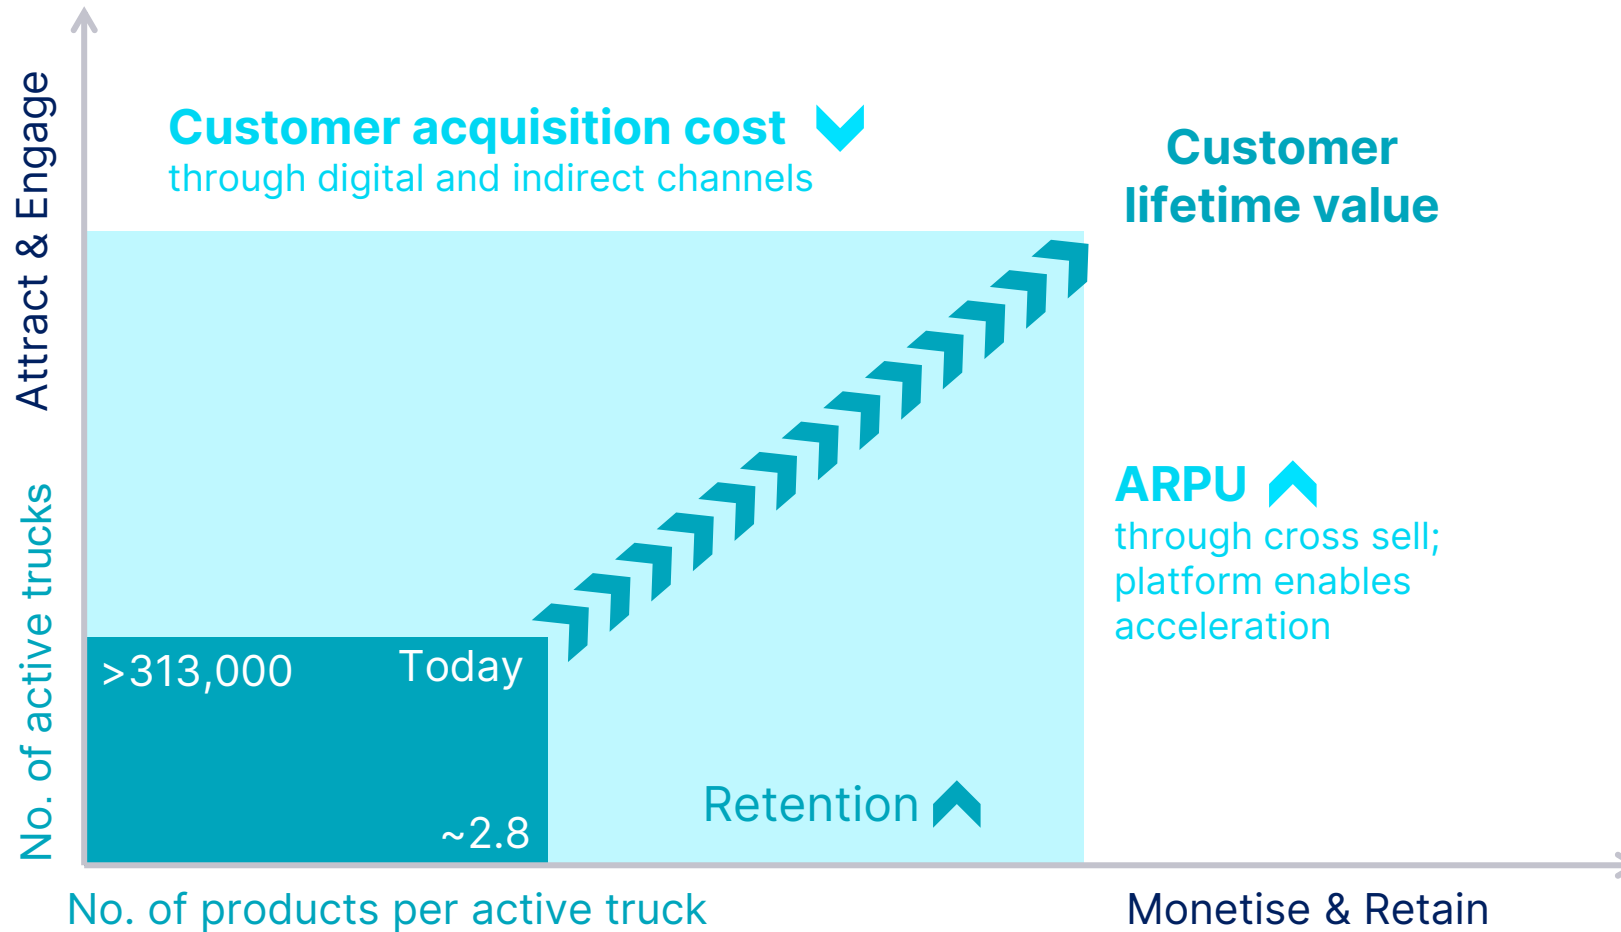 Attract & Engage
No. of active trucks
Customer acquisition cost
through digital and indirect channels
Customer
lifetime value
ARPU
through cross sell;
platform enables
acceleration
>313,000
Today
~2.8
Retention
No. of products per active truck
Monetise & Retain